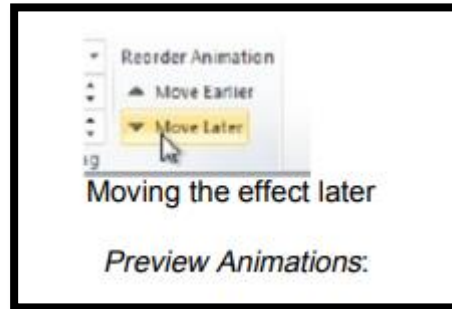 Reorder Animation
Move Earlier
Move Later
Moving the effect later
Preview Animations: